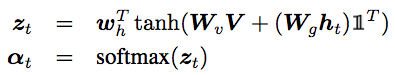 z_t = w_h^T tanh(W_v V + (W_g h_t)𝟙^T)
α_t = softmax(z_t)